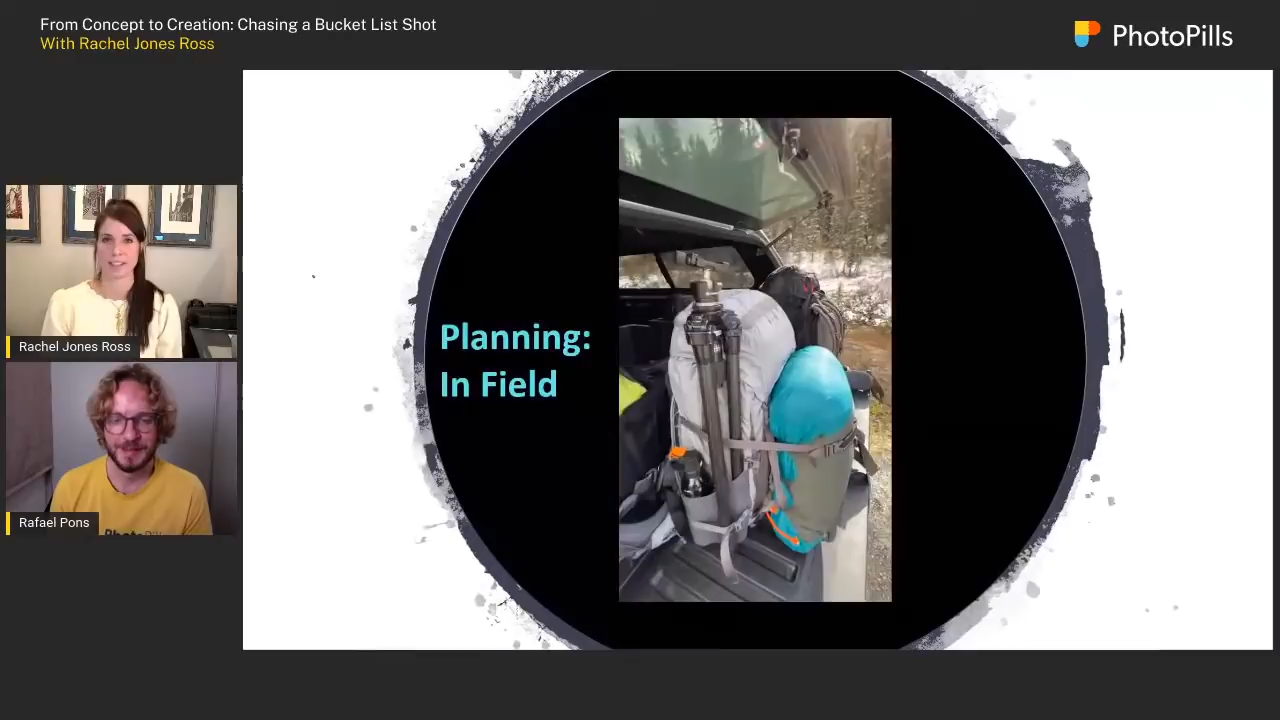 From Concept to Creation: Chasing a Bucket List Shot
With Rachel Jones Ross
PhotoPills
Planning:
In Field
Rachel Jones Ross
Rafael Pons